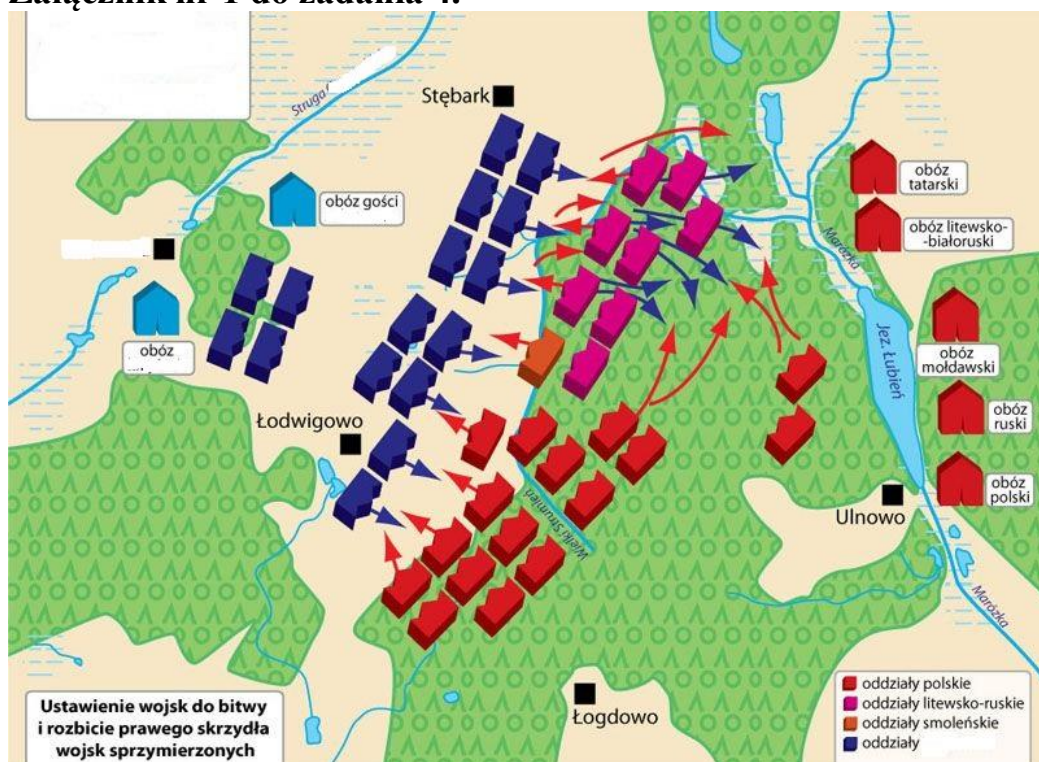 Załącznik nr 1 do zadania 4.
Struga
Stębark
obóz gości
obóz
tatarski
obóz litewsko-
-białoruski
Marózka
obóz
Jez. Łubień
obóz
mołdawski
Łodwigowo
obóz
ruski
obóz
polski
Ulnowo
Wielki Strumień
Marózka
Łogdowo
Ustawienie wojsk do bitwy
i rozbicie prawego skrzydła
wojsk sprzymierzonych
oddziały polskie
oddziały litewsko-ruskie
oddziały smoleńskie
oddziały